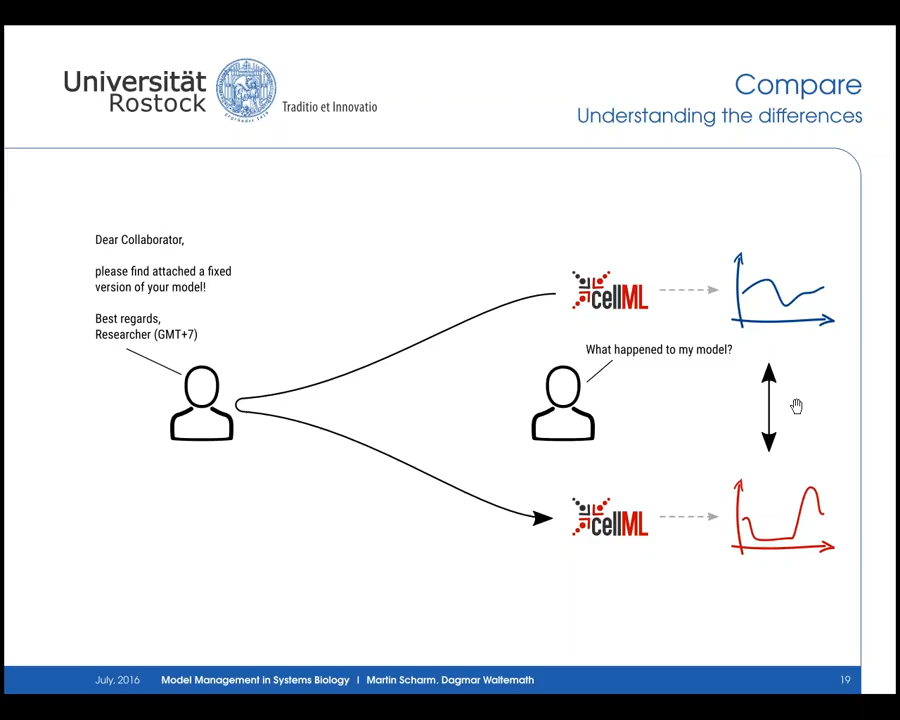 Universität
Rostock
Traditio et Innovatio
Compare
Understanding the differences
Dear Collaborator,
please find attached a fixed
version of your model!
Best regards,
Researcher (GMT+7)
cellML
What happened to my model?
cellML
July, 2016
Model Management in Systems Biology | Martin Scharm, Dagmar Waltemath
19